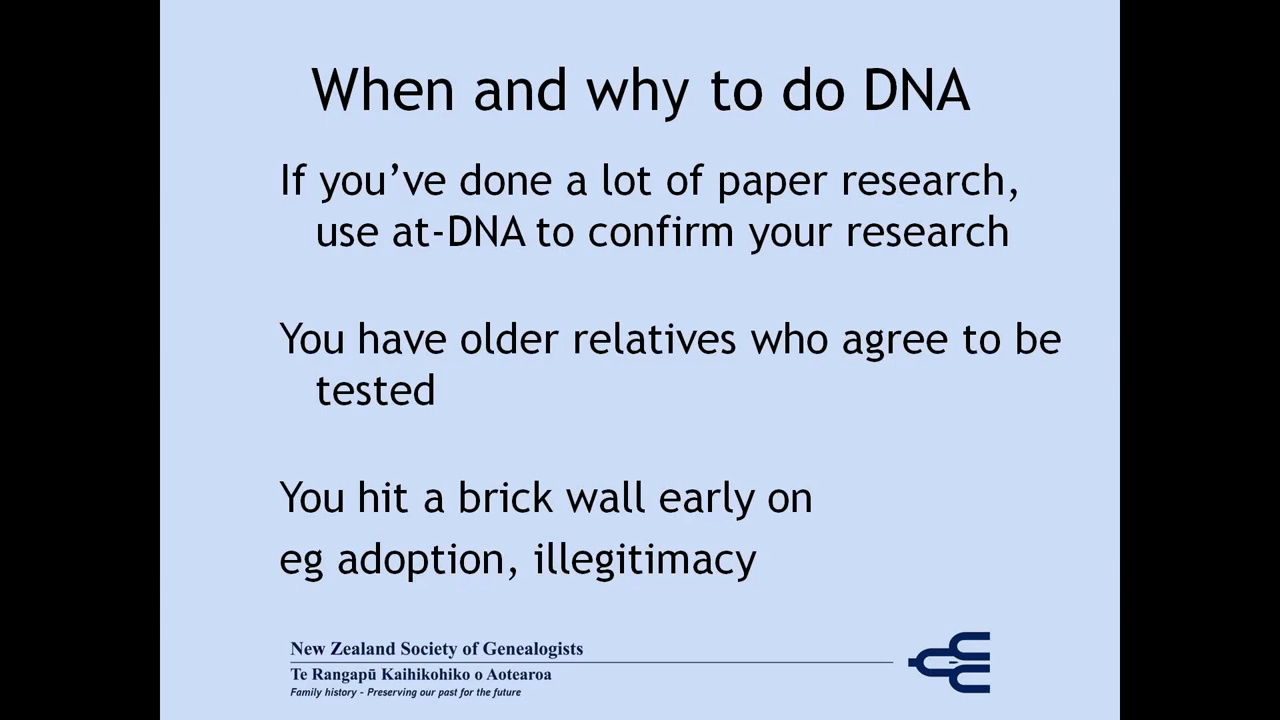 When and why to do DNA
If you’ve done a lot of paper research,
use at-DNA to confirm your research
You have older relatives who agree to be
tested
You hit a brick wall early on
eg adoption, illegitimacy
New Zealand Society of Genealogists
Te Rangapū Kaihikohiko o Aotearoa
Family history - Preserving our past for the future